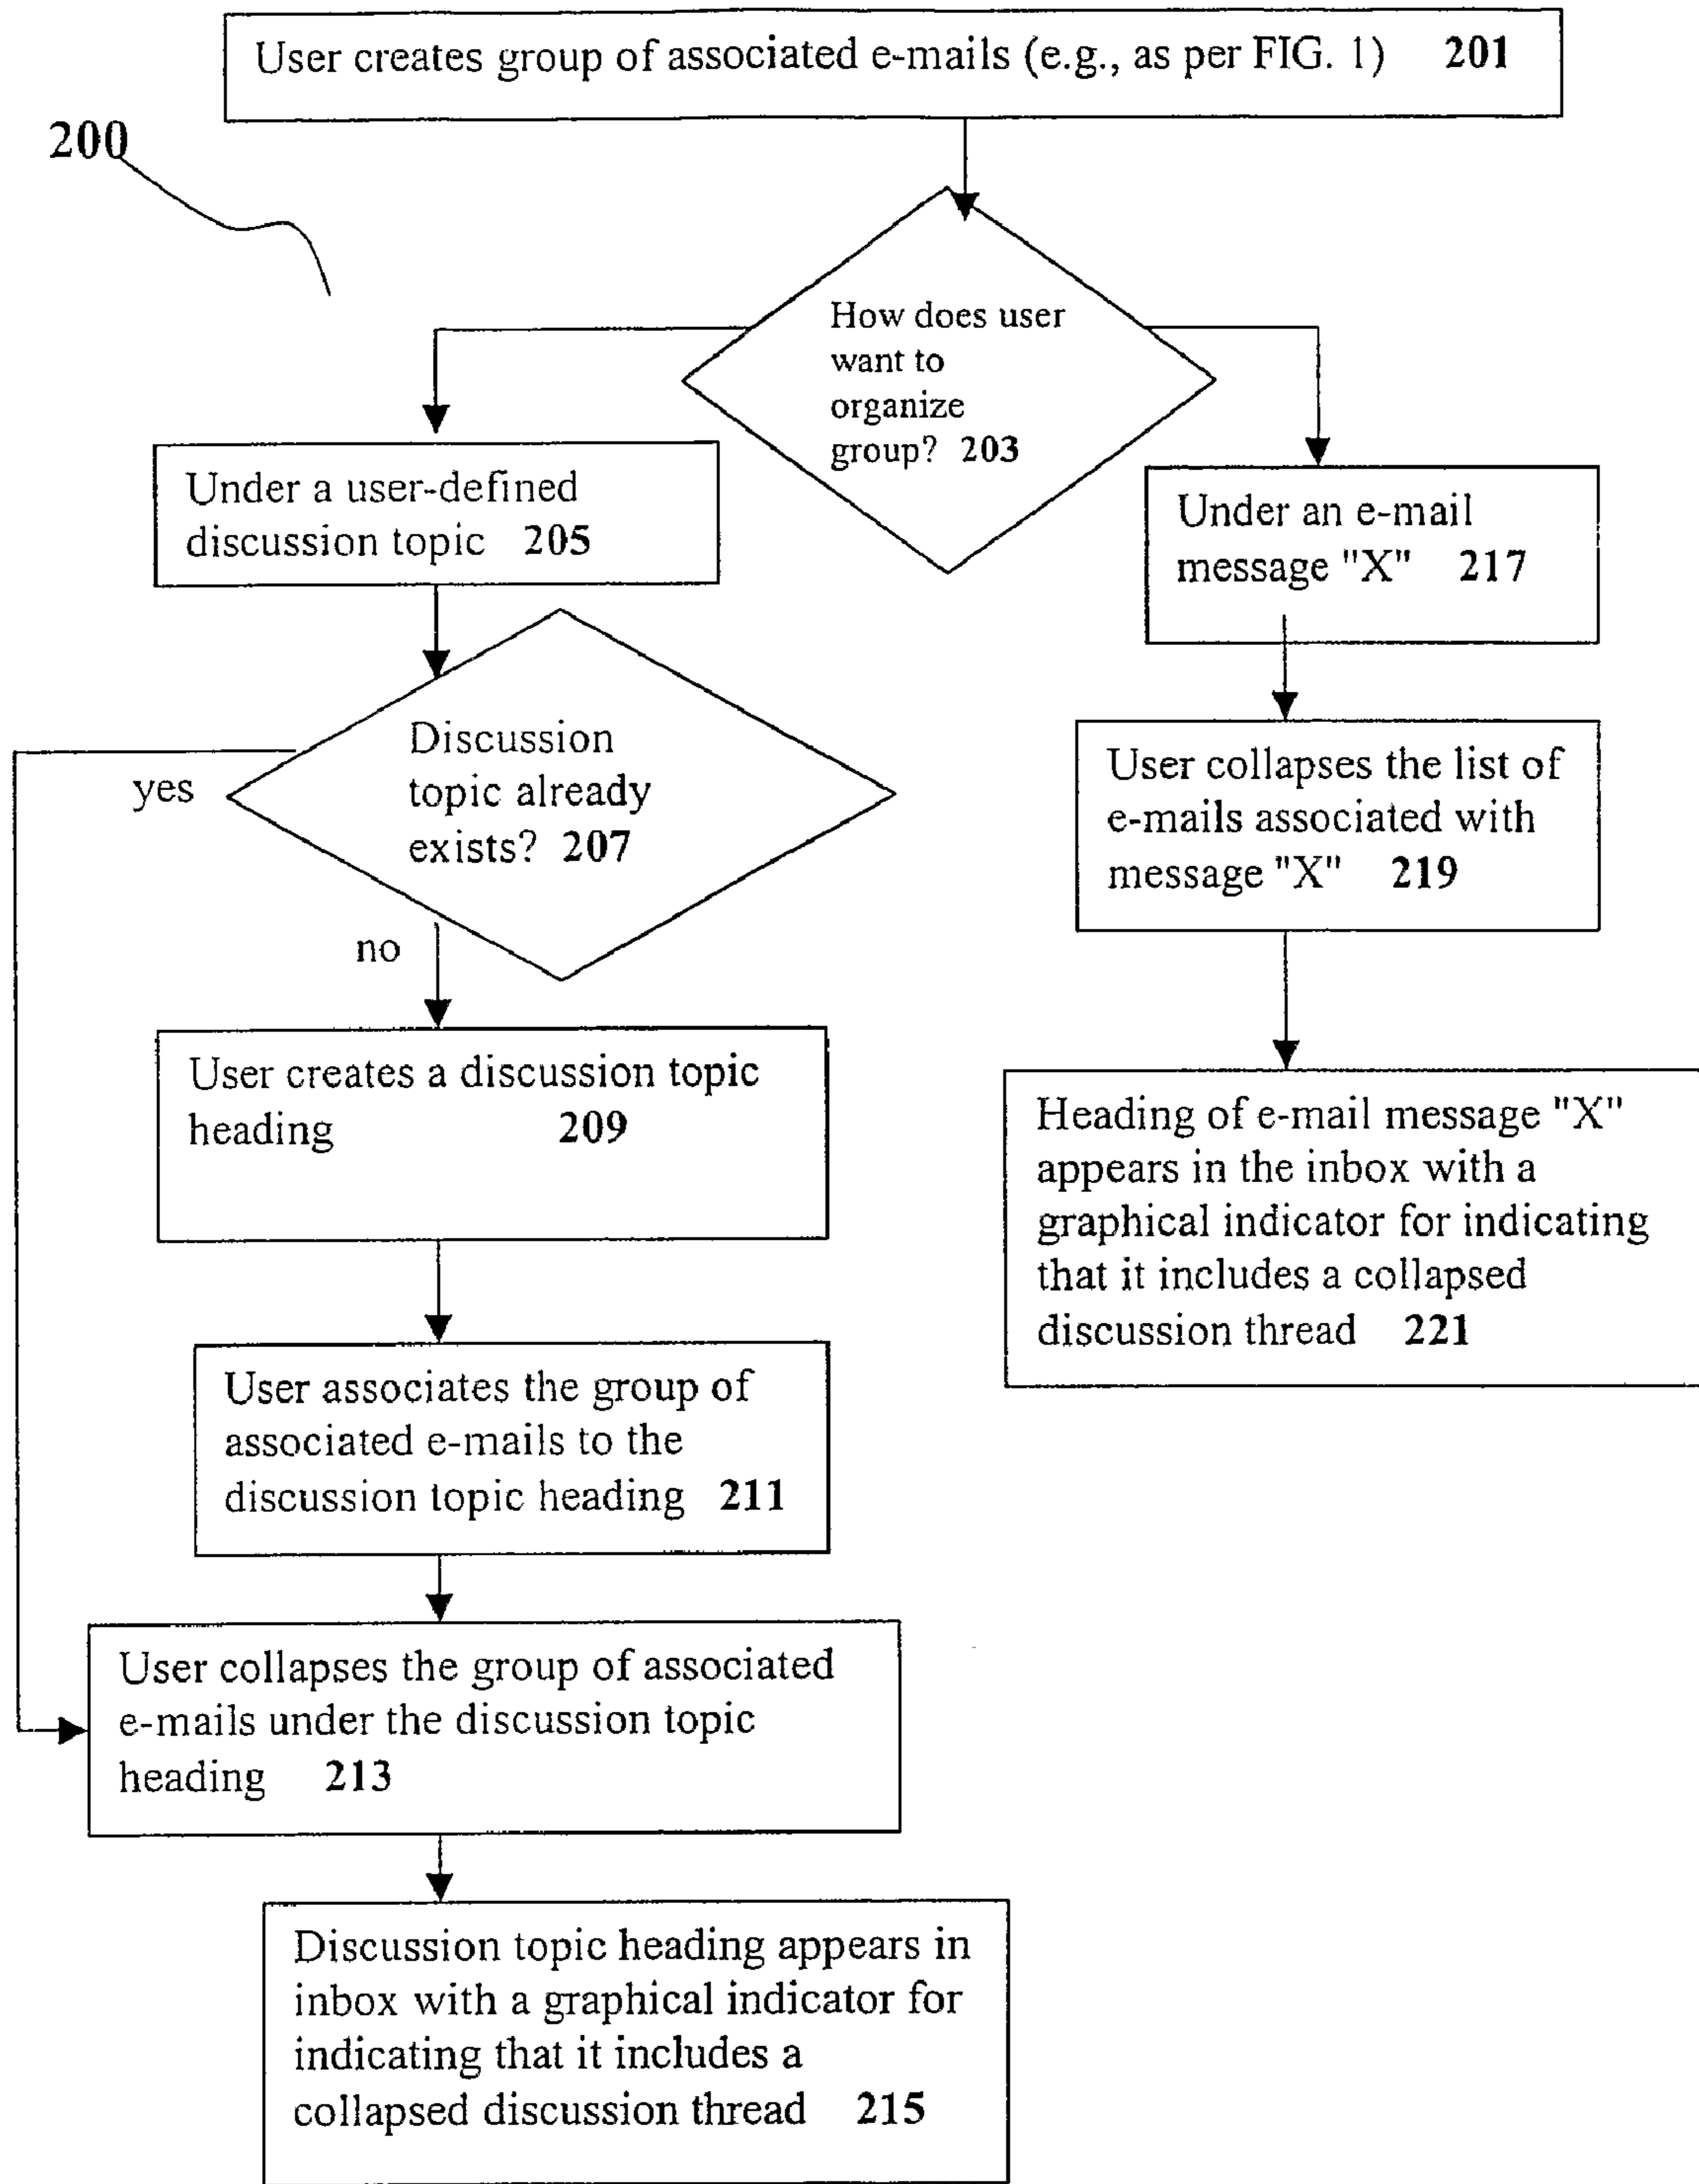 User creates group of associated e-mails (e.g., as per FIG. 1) 201
200
How does user
want to
organize
group? 203
Under a user-defined
discussion topic 205
Under an e-mail
message "X" 217
Discussion
topic already
exists? 207
yes
no
User collapses the list of
e-mails associated with
message "X" 219
User creates a discussion topic
heading 209
Heading of e-mail message "X"
appears in the inbox with a
graphical indicator for indicating
that it includes a collapsed
discussion thread 221
User associates the group of
associated e-mails to the
discussion topic heading 211
User collapses the group of associated
e-mails under the discussion topic
heading 213
Discussion topic heading appears in
inbox with a graphical indicator for
indicating that it includes a
collapsed discussion thread 215